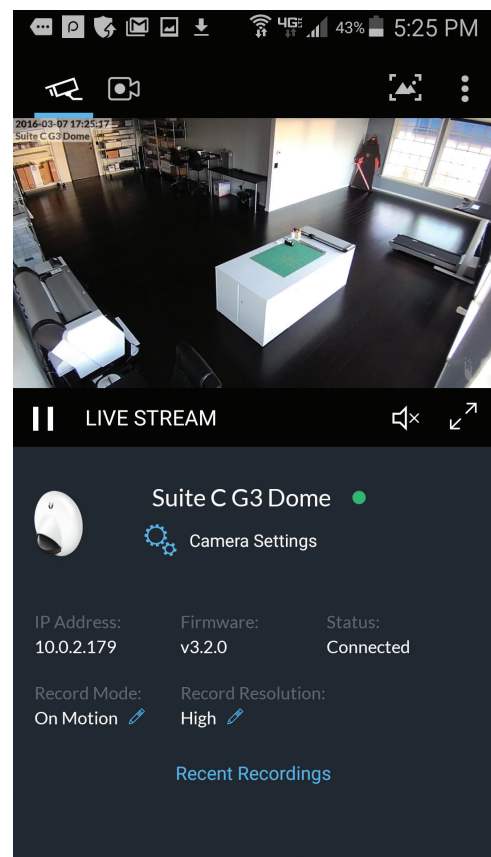 4G
43%
5:25 PM
2016-03-07 17:25:17
Suite C G3 Dome
LIVE STREAM
Suite C G3 Dome
Camera Settings
IP Address: Firmware: Status:
10.0.2.179 v3.2.0 Connected
Record Mode: Record Resolution:
On Motion High
Recent Recordings